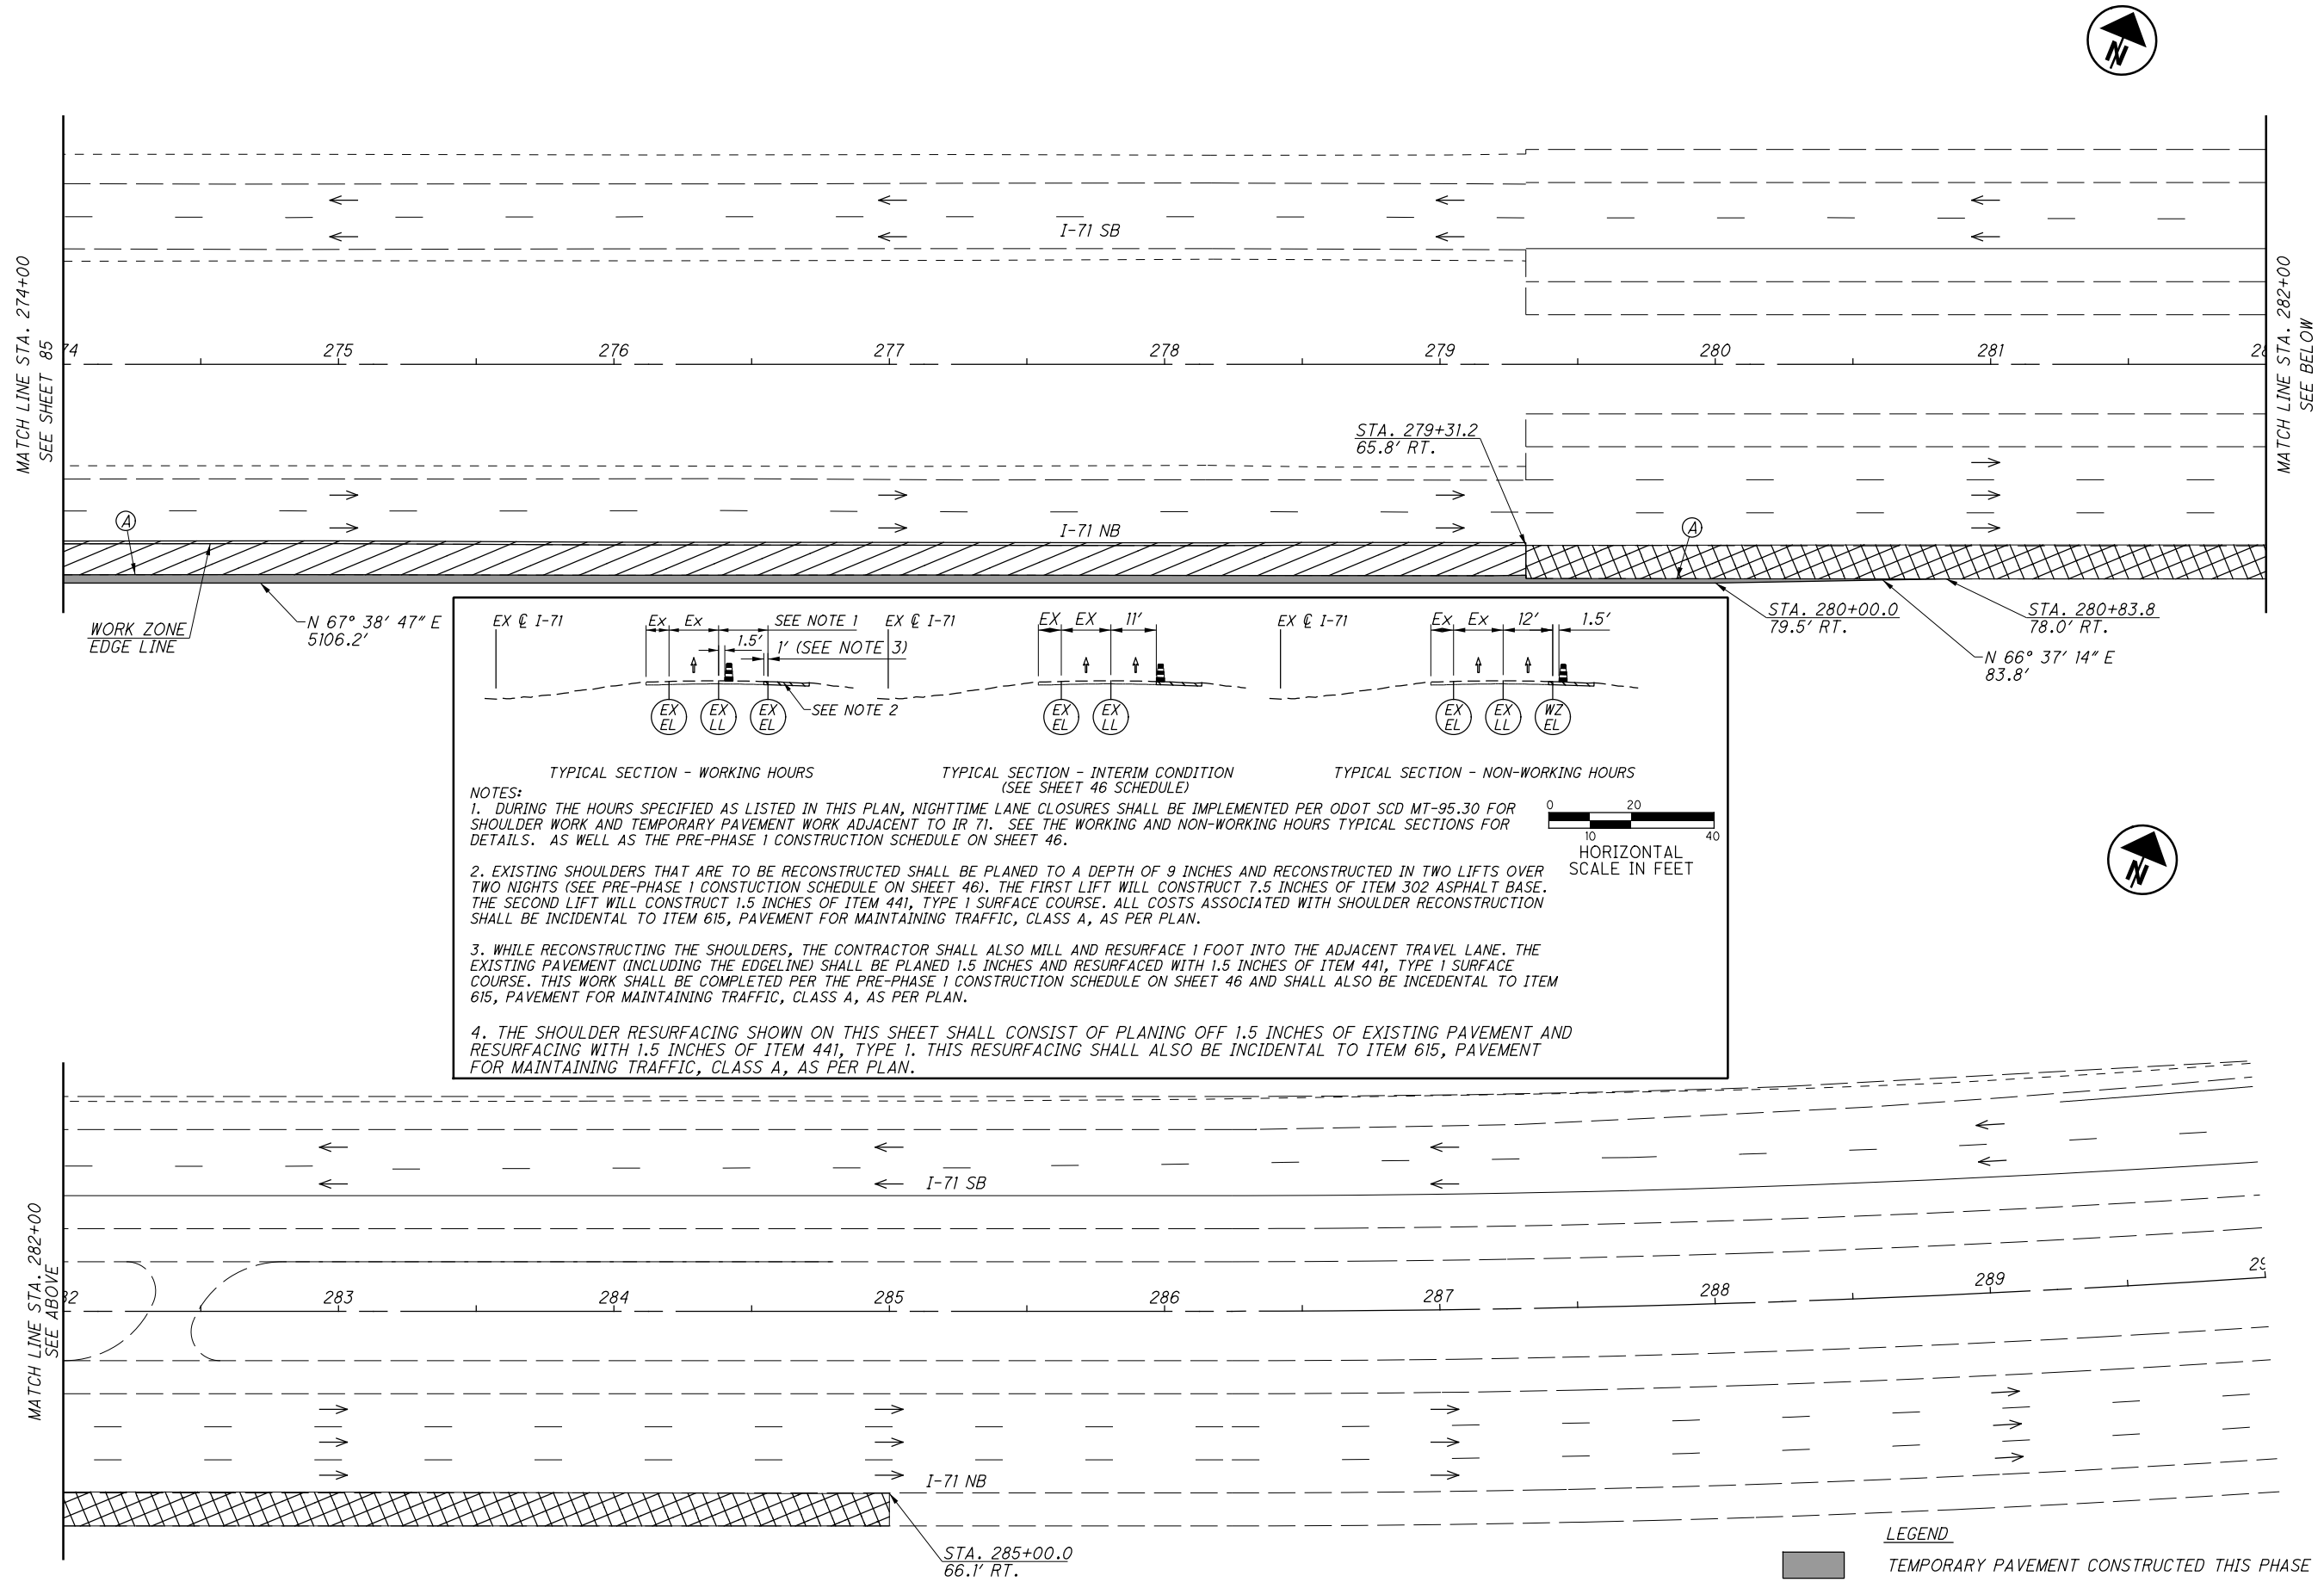 N
MATCH LINE STA. 274+00
SEE SHEET 85
I-71 SB
MATCH LINE STA. 282+00
SEE BELOW
74 275 276 277 278 279 280 281 28
STA. 279+31.2
65.8' RT.
A
I-71 NB
A
WORK ZONE
EDGE LINE
N 67° 38' 47" E
5106.2'
STA. 280+00.0
79.5' RT.
STA. 280+83.8
78.0' RT.
N 66° 37' 14" E
83.8'
EX ℄ I-71
Ex Ex SEE NOTE 1
1.5'
1' (SEE NOTE 3)
SEE NOTE 2
EX
EL
EX
LL
EX
EL
TYPICAL SECTION - WORKING HOURS
EX ℄ I-71
EX EX 11'
EX
EL
EX
LL
TYPICAL SECTION - INTERIM CONDITION
(SEE SHEET 46 SCHEDULE)
EX ℄ I-71
Ex Ex 12' 1.5'
EX
EL
EX
LL
WZ
EL
TYPICAL SECTION - NON-WORKING HOURS
NOTES:
1. DURING THE HOURS SPECIFIED AS LISTED IN THIS PLAN, NIGHTTIME LANE CLOSURES SHALL BE IMPLEMENTED PER ODOT SCD MT-95.30 FOR
SHOULDER WORK AND TEMPORARY PAVEMENT WORK ADJACENT TO IR 71. SEE THE WORKING AND NON-WORKING HOURS TYPICAL SECTIONS FOR
DETAILS. AS WELL AS THE PRE-PHASE 1 CONSTRUCTION SCHEDULE ON SHEET 46.
2. EXISTING SHOULDERS THAT ARE TO BE RECONSTRUCTED SHALL BE PLANED TO A DEPTH OF 9 INCHES AND RECONSTRUCTED IN TWO LIFTS OVER
TWO NIGHTS (SEE PRE-PHASE 1 CONSTUCTION SCHEDULE ON SHEET 46). THE FIRST LIFT WILL CONSTRUCT 7.5 INCHES OF ITEM 302 ASPHALT BASE.
THE SECOND LIFT WILL CONSTRUCT 1.5 INCHES OF ITEM 441, TYPE 1 SURFACE COURSE. ALL COSTS ASSOCIATED WITH SHOULDER RECONSTRUCTION
SHALL BE INCIDENTAL TO ITEM 615, PAVEMENT FOR MAINTAINING TRAFFIC, CLASS A, AS PER PLAN.
3. WHILE RECONSTRUCTING THE SHOULDERS, THE CONTRACTOR SHALL ALSO MILL AND RESURFACE 1 FOOT INTO THE ADJACENT TRAVEL LANE. THE
EXISTING PAVEMENT (INCLUDING THE EDGELINE) SHALL BE PLANED 1.5 INCHES AND RESURFACED WITH 1.5 INCHES OF ITEM 441, TYPE 1 SURFACE
COURSE. THIS WORK SHALL BE COMPLETED PER THE PRE-PHASE 1 CONSTRUCTION SCHEDULE ON SHEET 46 AND SHALL ALSO BE INCEDENTAL TO ITEM
615, PAVEMENT FOR MAINTAINING TRAFFIC, CLASS A, AS PER PLAN.
4. THE SHOULDER RESURFACING SHOWN ON THIS SHEET SHALL CONSIST OF PLANING OFF 1.5 INCHES OF EXISTING PAVEMENT AND
RESURFACING WITH 1.5 INCHES OF ITEM 441, TYPE 1. THIS RESURFACING SHALL ALSO BE INCIDENTAL TO ITEM 615, PAVEMENT
FOR MAINTAINING TRAFFIC, CLASS A, AS PER PLAN.
0 20
10 40
HORIZONTAL
SCALE IN FEET
N
MATCH LINE STA. 282+00
SEE ABOVE
I-71 SB
82 283 284 285 286 287 288 289 29
I-71 NB
STA. 285+00.0
66.1' RT.
LEGEND
TEMPORARY PAVEMENT CONSTRUCTED THIS PHASE